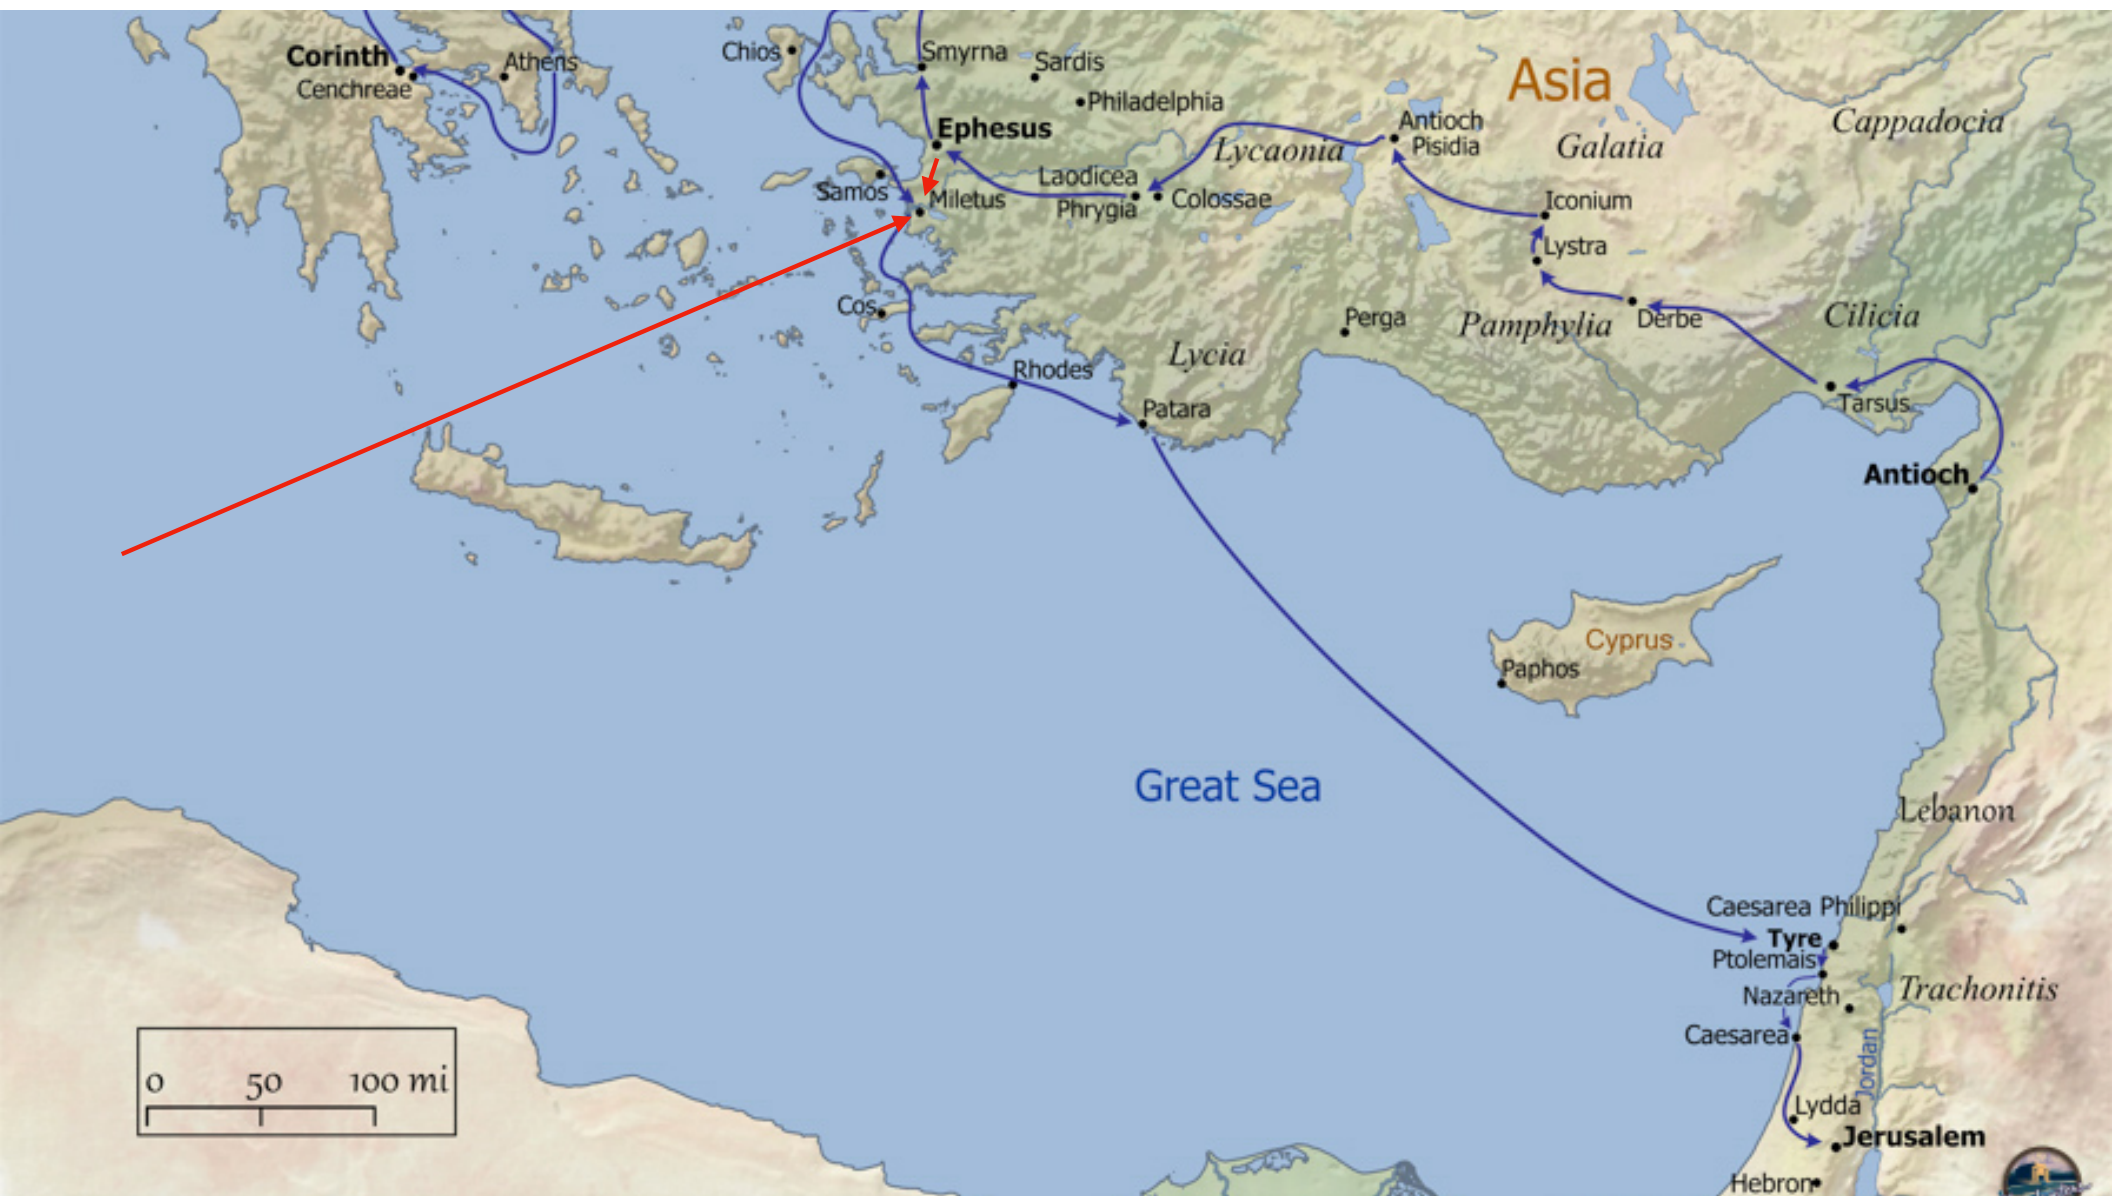 Corinth
Cenchreae
Athens
Chios
Smyrna
Sardis
Philadelphia
Ephesus
Samos
Miletus
Laodicea
Phrygia
Colossae
Lycaonia
Antioch
Pisidia
Asia
Galatia
Cappadocia
Iconium
Lystra
Derbe
Cilicia
Pamphylia
Perga
Lycia
Cos
Rhodes
Patara
Tarsus
Antioch
Cyprus
Paphos
Great Sea
Lebanon
Caesarea Philippi
Tyre
Ptolemais
Nazareth
Trachonitis
Caesarea
Jordan
Lydda
Jerusalem
Hebron
0 50 100 mi